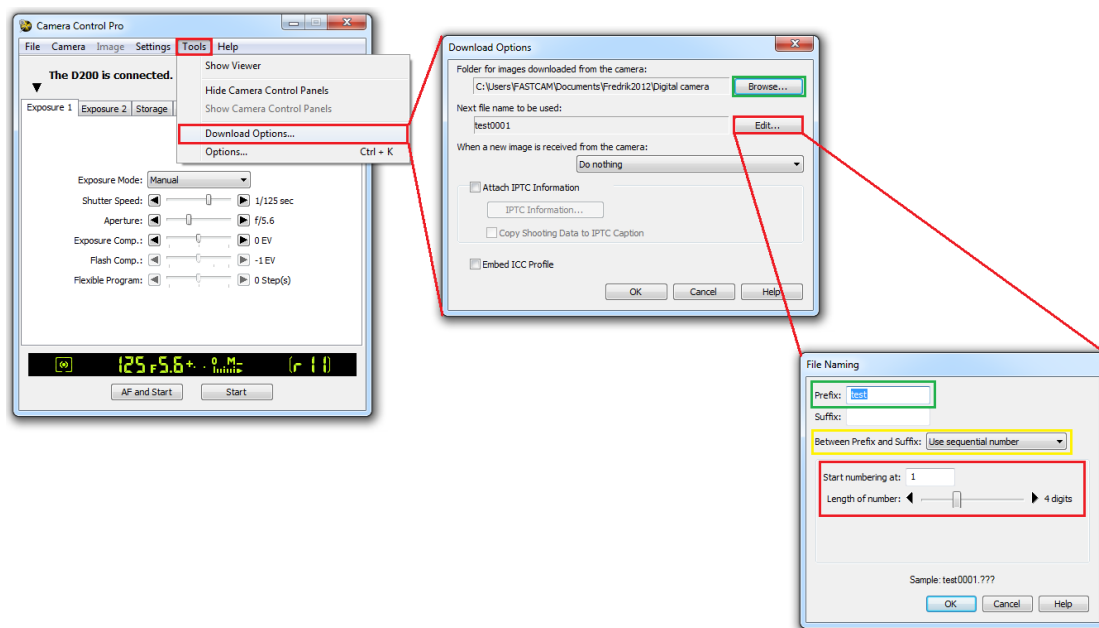 Camera Control Pro
File Camera Image Settings Tools Help
The D200 is connected.
Show Viewer
Hide Camera Control Panels
Show Camera Control Panels
Download Options...
Options... Ctrl + K
Exposure 1 Exposure 2 Storage
Exposure Mode: Manual
Shutter Speed: 1/125 sec
Aperture: f/5.6
Exposure Comp.: 0 EV
Flash Comp.: -1 EV
Flexible Program: 0 Step(s)
125 F5.6 (r 11)
AF and Start Start
Download Options
Folder for images downloaded from the camera:
C:\Users\FASTCAM\Documents\Fredrik2012\Digital camera Browse...
Next file name to be used:
test0001 Edit...
When a new image is received from the camera:
Do nothing
Attach IPTC Information
IPTC Information...
Copy Shooting Data to IPTC Caption
Embed ICC Profile
OK Cancel Help
File Naming
Prefix: test
Suffix:
Between Prefix and Suffix: Use sequential number
Start numbering at: 1
Length of number: 4 digits
Sample: test0001.???
OK Cancel Help